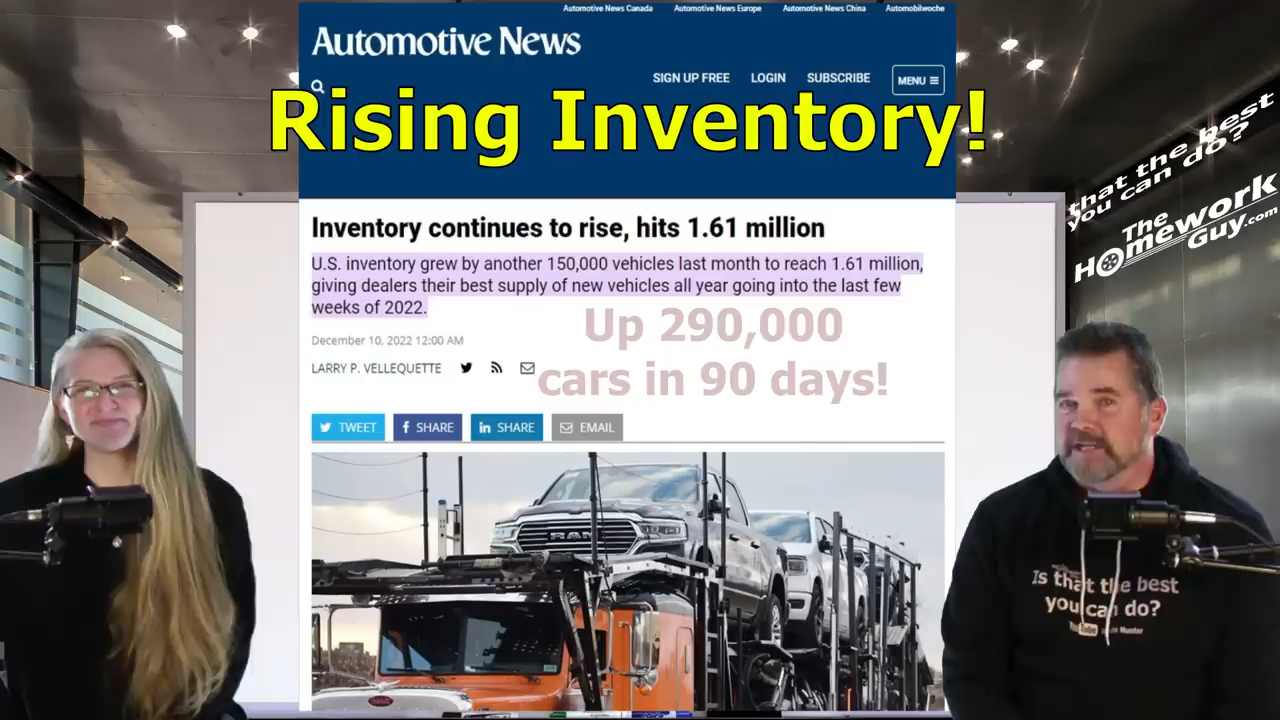 Automotive News Canada
Automotive News Europe
Automotive News China
Automobilwoche
Automotive News
SIGN UP FREE
LOGIN
SUBSCRIBE
MENU
Rising Inventory!
Inventory continues to rise, hits 1.61 million
U.S. inventory grew by another 150,000 vehicles last month to reach 1.61 million,
giving dealers their best supply of new vehicles all year going into the last few
weeks of 2022.
December 10, 2022 12:00 AM
LARRY P. VELLEQUETTE
Up 290,000
cars in 90 days!
TWEET
SHARE
SHARE
EMAIL
RAM
that the best
you can do?
The
Homework
Guy.com
Is that the best
you can do?
Hunter